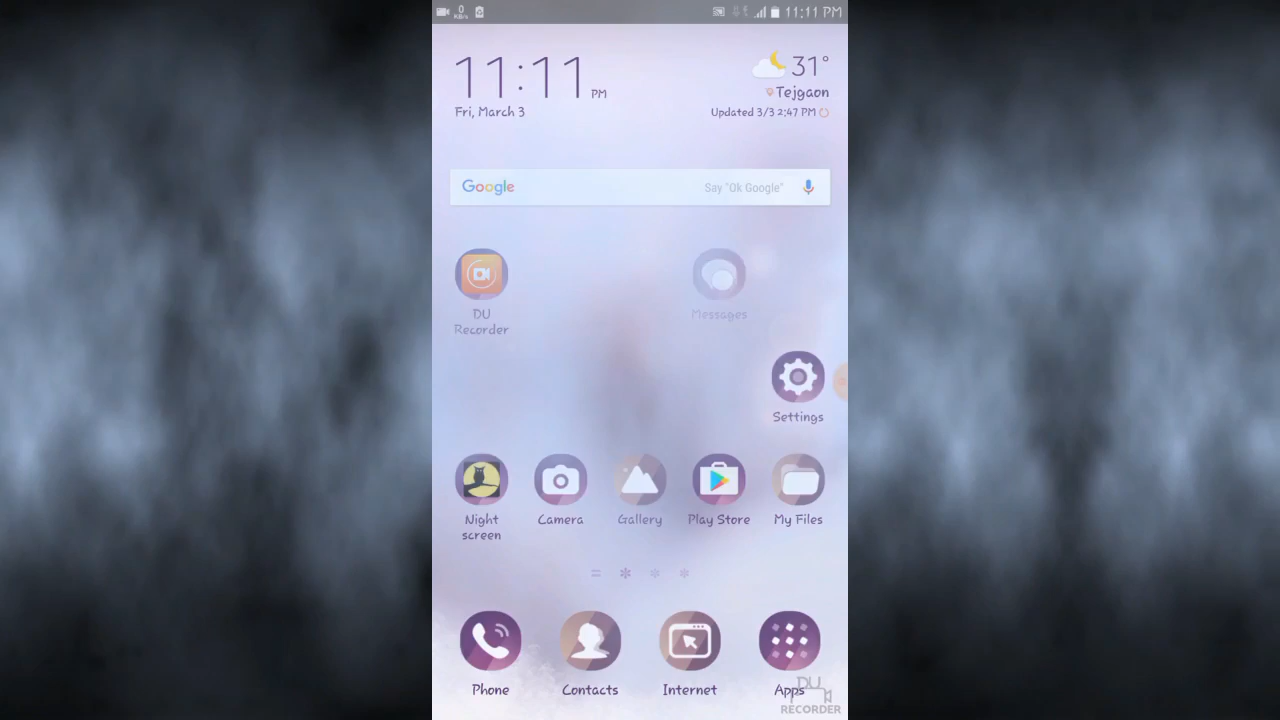 0
KB/s
11:11 PM
11:11 PM
Fri, March 3
31°
Tejgaon
Updated 3/3 2:47 PM
Google
Say "Ok Google"
DU
Recorder
Messages
Settings
Night
screen
Camera
Gallery
Play Store
My Files
Phone
Contacts
Internet
Apps
DU
RECORDER